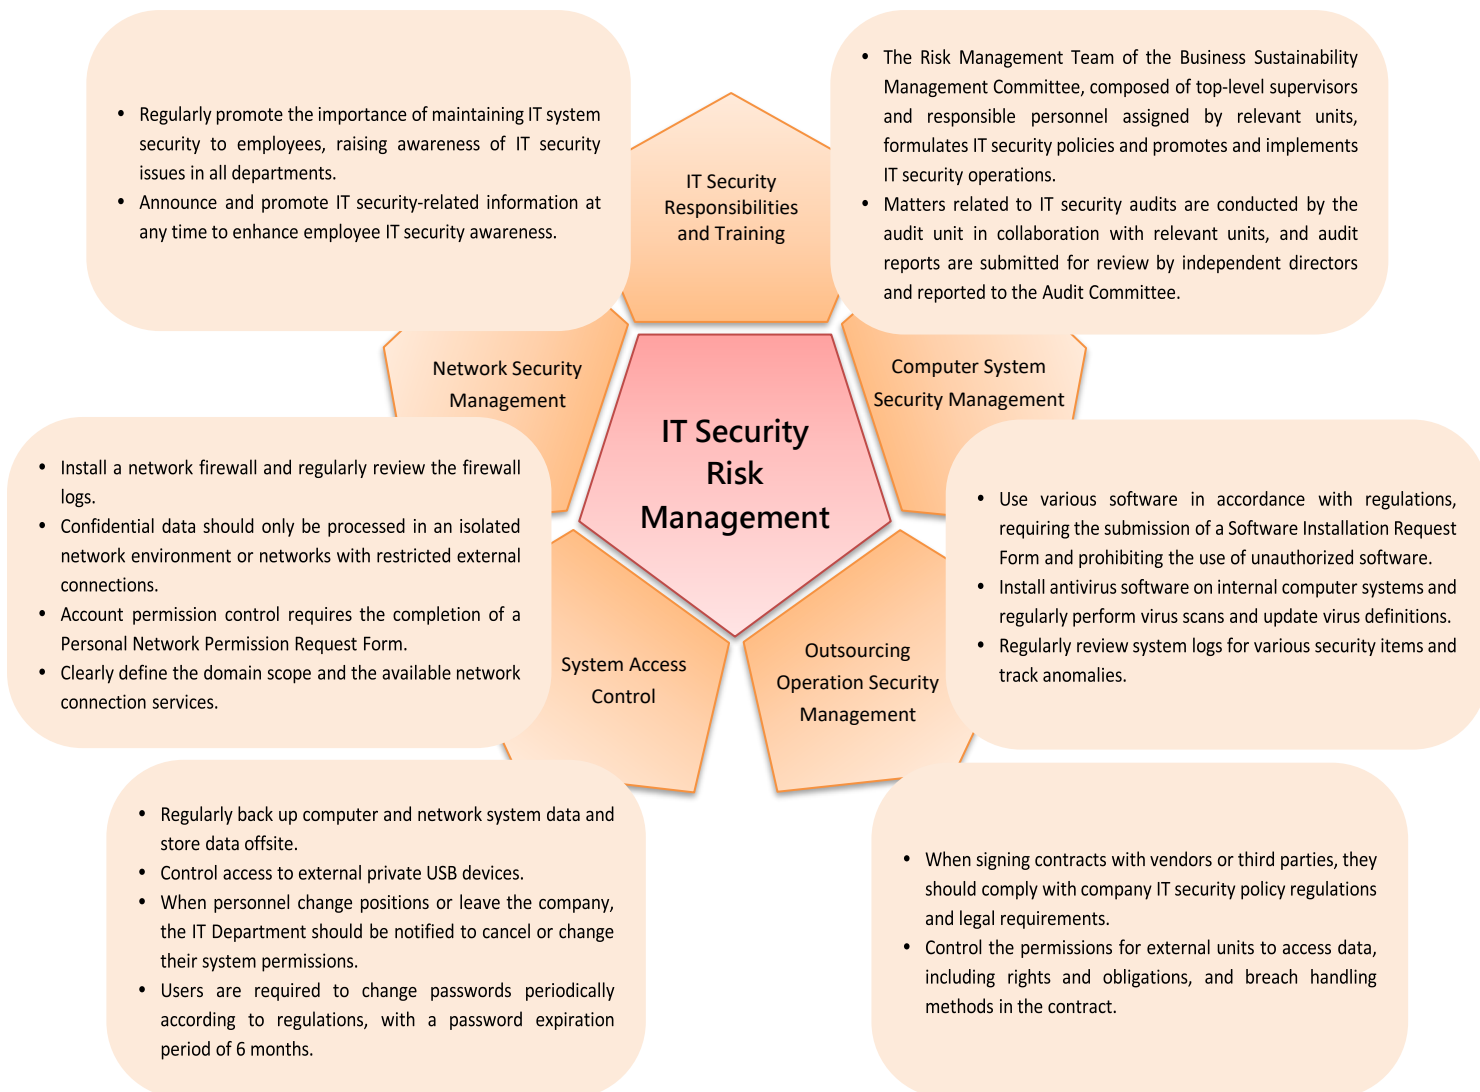 • Regularly promote the importance of maintaining IT system
security to employees, raising awareness of IT security
issues in all departments.
• Announce and promote IT security-related information at
any time to enhance employee IT security awareness.
IT Security
Responsibilities
and Training
• The Risk Management Team of the Business Sustainability
Management Committee, composed of top-level supervisors
and responsible personnel assigned by relevant units,
formulates IT security policies and promotes and implements
IT security operations.
• Matters related to IT security audits are conducted by the
audit unit in collaboration with relevant units, and audit
reports are submitted for review by independent directors
and reported to the Audit Committee.
Network Security
Management
Computer System
Security Management
IT Security
Risk
Management
• Install a network firewall and regularly review the firewall
logs.
• Confidential data should only be processed in an isolated
network environment or networks with restricted external
connections.
• Account permission control requires the completion of a
Personal Network Permission Request Form.
• Clearly define the domain scope and the available network
connection services.
• Use various software in accordance with regulations,
requiring the submission of a Software Installation Request
Form and prohibiting the use of unauthorized software.
• Install antivirus software on internal computer systems and
regularly perform virus scans and update virus definitions.
• Regularly review system logs for various security items and
track anomalies.
System Access
Control
Outsourcing
Operation Security
Management
• Regularly back up computer and network system data and
store data offsite.
• Control access to external private USB devices.
• When personnel change positions or leave the company,
the IT Department should be notified to cancel or change
their system permissions.
• Users are required to change passwords periodically
according to regulations, with a password expiration
period of 6 months.
• When signing contracts with vendors or third parties, they
should comply with company IT security policy regulations
and legal requirements.
• Control the permissions for external units to access data,
including rights and obligations, and breach handling
methods in the contract.